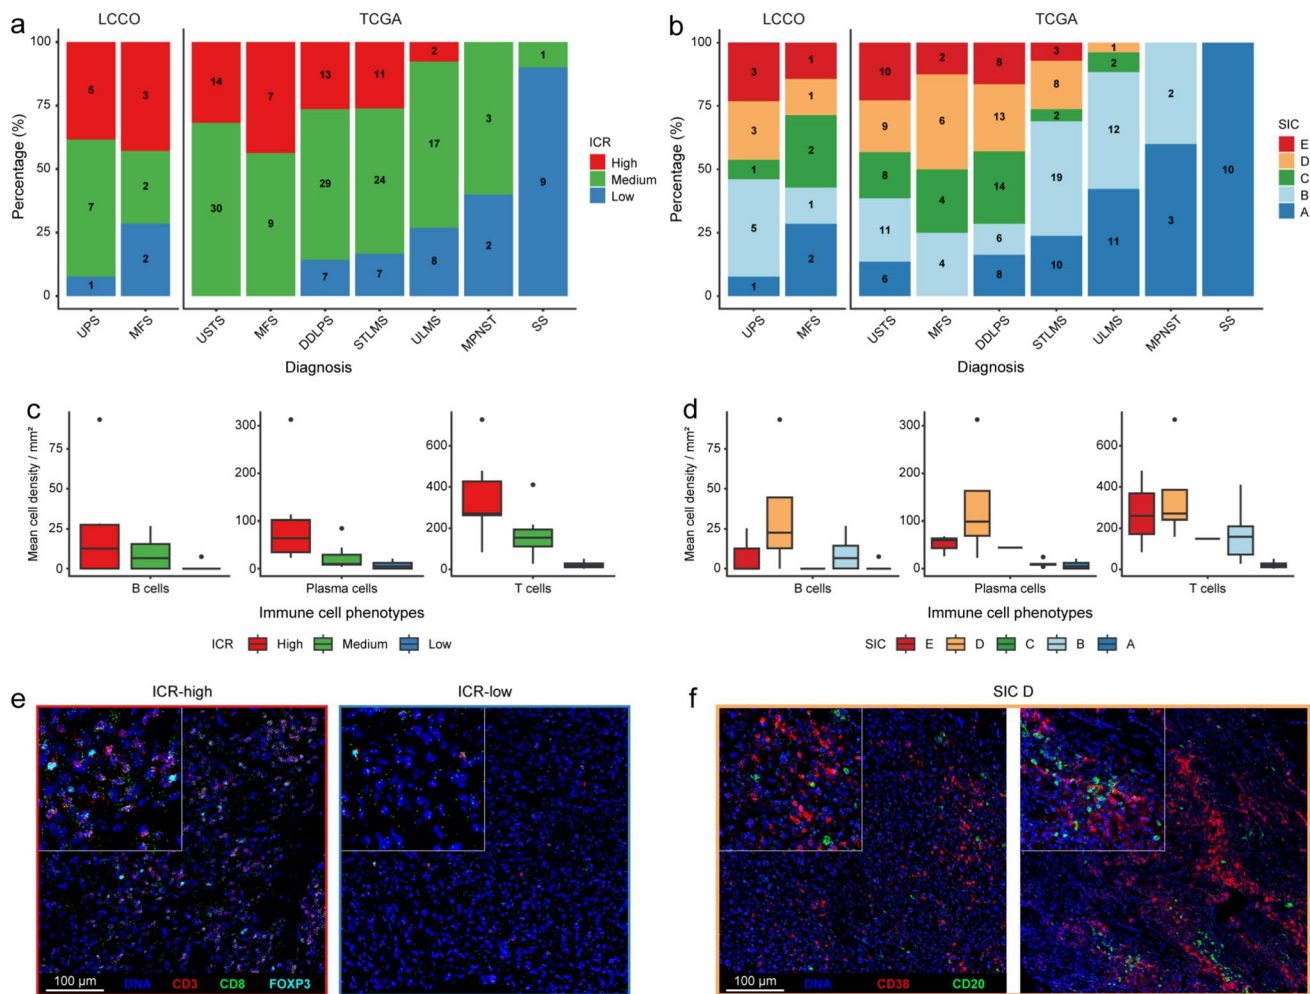 a
LCCO TCGA
Percentage (%)
100
75
50
25
0
5 3 14 7 13 11 2 1
7 2 30 9 29 24 17 3
1 2 7 7 8 2 9
UPS MFS USTS MFS DDLPS STLMS ULMS MPNST SS
Diagnosis
ICR
High
Medium
Low
b
LCCO TCGA
Percentage (%)
100
75
50
25
0
3 1 10 2 8 3
3 1 9 6 13 8 1
1 2 8 4 14 2 2
5 1 11 4 6 19 12 2
1 2 6 8 10 11 3 10
UPS MFS USTS MFS DDLPS STLMS ULMS MPNST SS
Diagnosis
SIC
E
D
C
B
A
c
Mean cell density / mm²
75
50
25
0
300
200
100
0
600
400
200
0
B cells Plasma cells T cells
Immune cell phenotypes
ICR High Medium Low
d
Mean cell density / mm²
75
50
25
0
300
200
100
0
600
400
200
0
B cells Plasma cells T cells
Immune cell phenotypes
SIC E D C B A
e
ICR-high ICR-low
100 µm DNA CD3 CD8 FOXP3
f
SIC D
100 µm DNA CD38 CD20